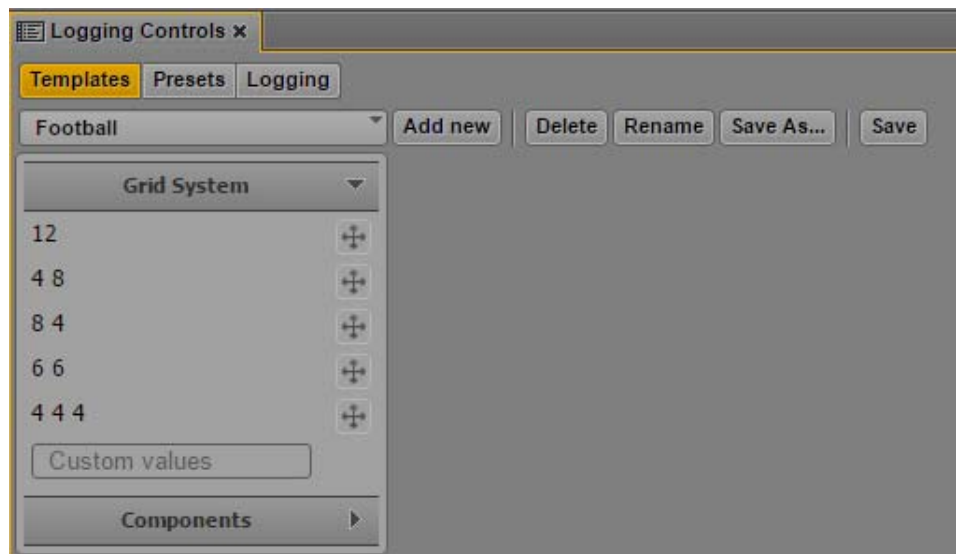 Logging Controls ×
Templates Presets Logging
Football Add new Delete Rename Save As... Save
Grid System
12
4 8
8 4
6 6
4 4 4
Custom values
Components